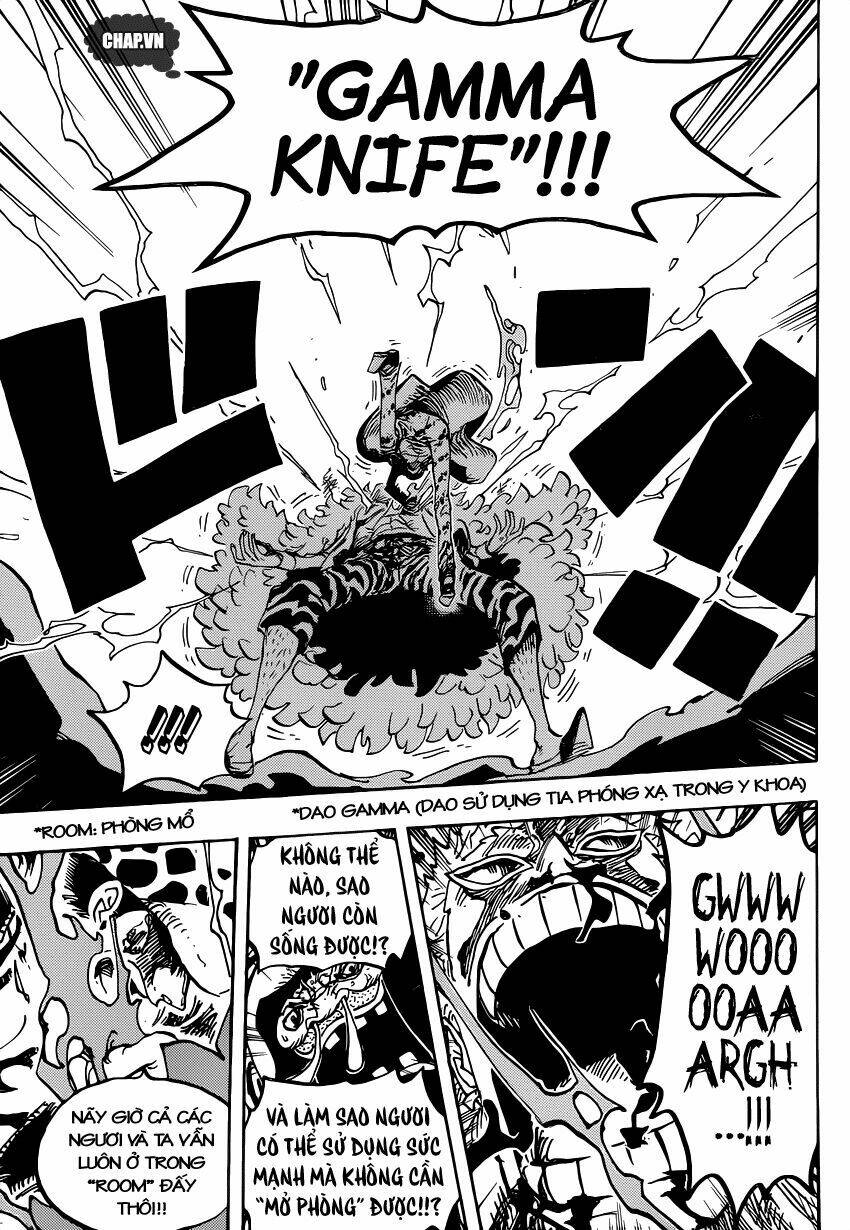 CHAP.VN
"GAMMA
KNIFE"!!!
ドーン!!
!!!
*DAO GAMMA (DAO SỬ DỤNG TIA PHÓNG XẠ TRONG Y KHOA)
*ROOM: PHÒNG MỔ
GWWW
WOOO
OOAA
ARGH
...!!!
KHÔNG THỂ
NÀO, SAO
NGƯƠI CÒN
SỐNG ĐƯỢC!?
VÀ LÀM SAO NGƯƠI
CÓ THỂ SỬ DỤNG SỨC
MẠNH MÀ KHÔNG CẦN
"MỞ PHÒNG" ĐƯỢC!!?
NÃY GIỜ CẢ CÁC
NGƯƠI VÀ TA VẪN
LUÔN Ở TRONG
"ROOM" ĐẤY
THÔI!!!